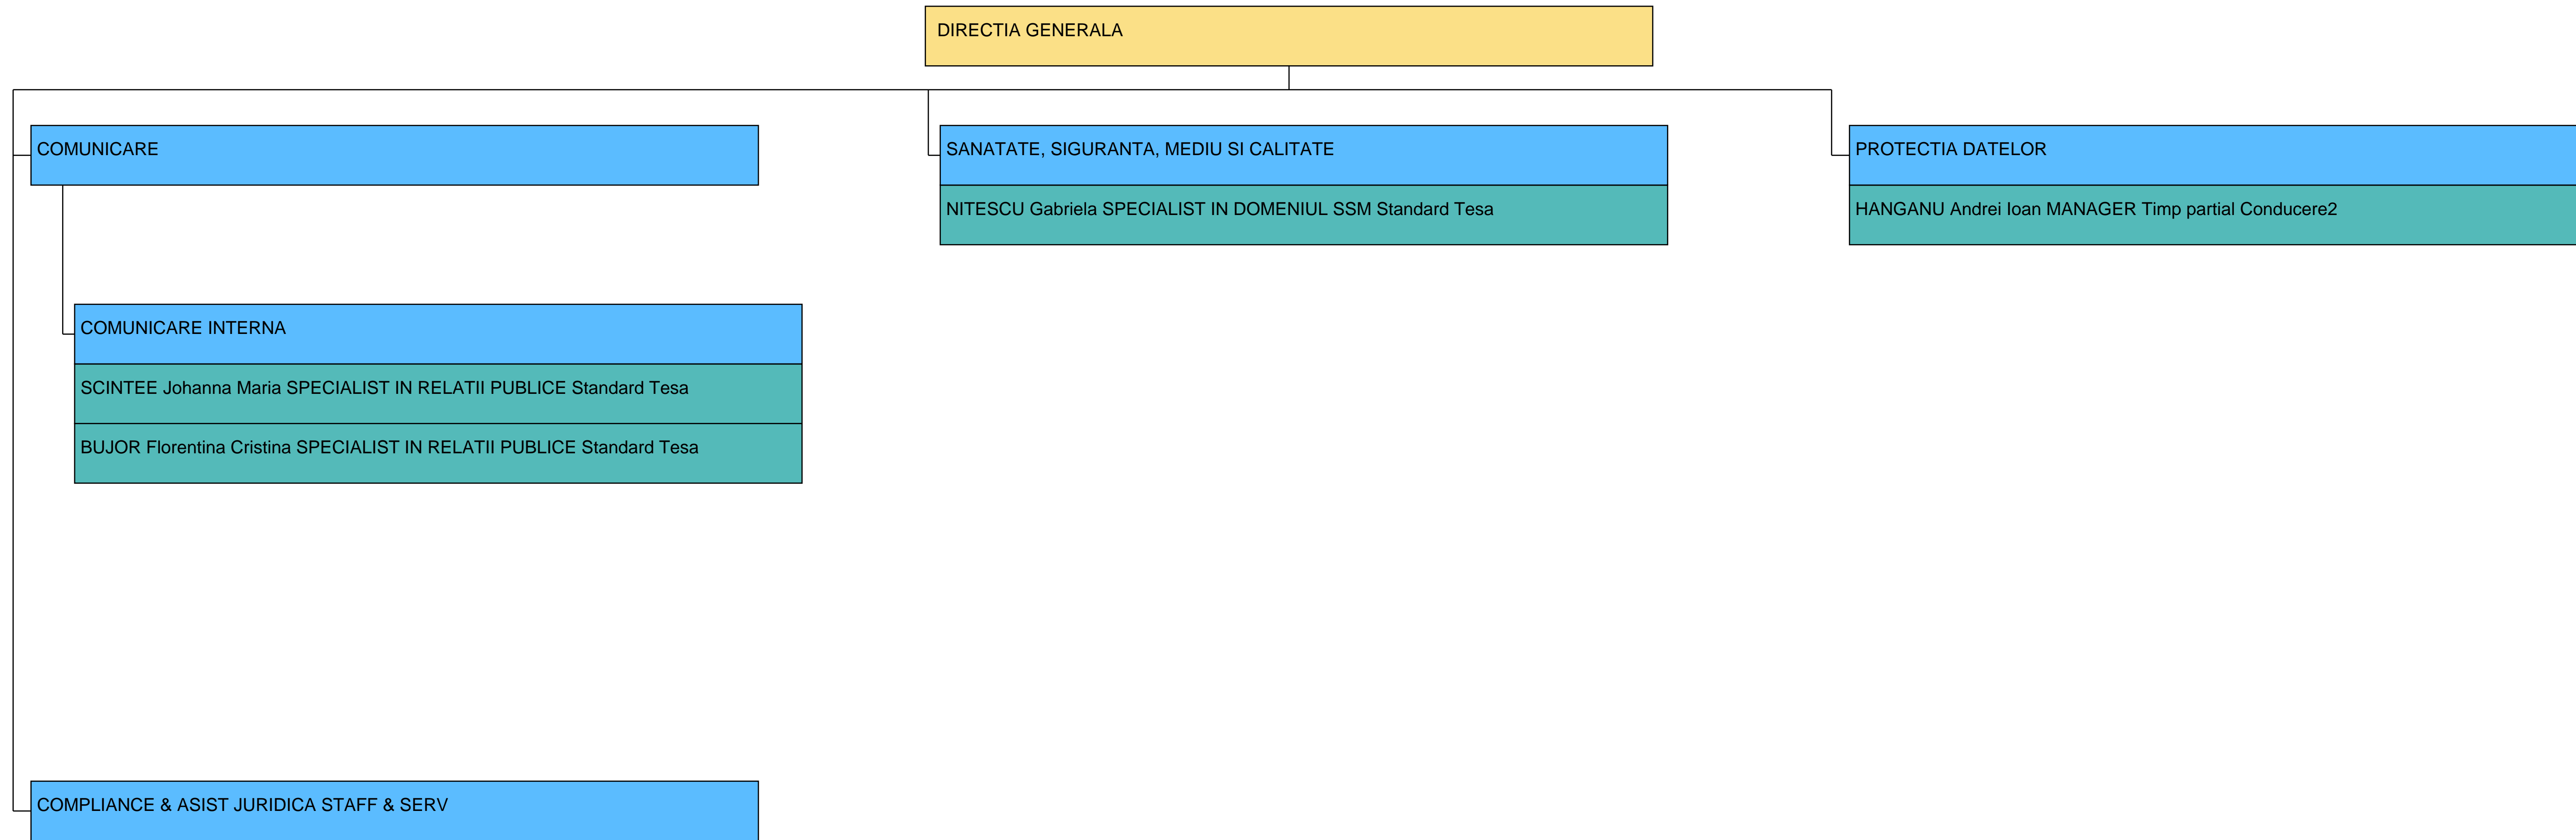 DIRECTIA GENERALA
COMUNICARE
SANATATE, SIGURANTA, MEDIU SI CALITATE
PROTECTIA DATELOR
NITESCU Gabriela SPECIALIST IN DOMENIUL SSM Standard Tesa
HANGANU Andrei Ioan MANAGER Timp partial Conducere2
COMUNICARE INTERNA
SCINTEE Johanna Maria SPECIALIST IN RELATII PUBLICE Standard Tesa
BUJOR Florentina Cristina SPECIALIST IN RELATII PUBLICE Standard Tesa
COMPLIANCE & ASIST JURIDICA STAFF & SERV